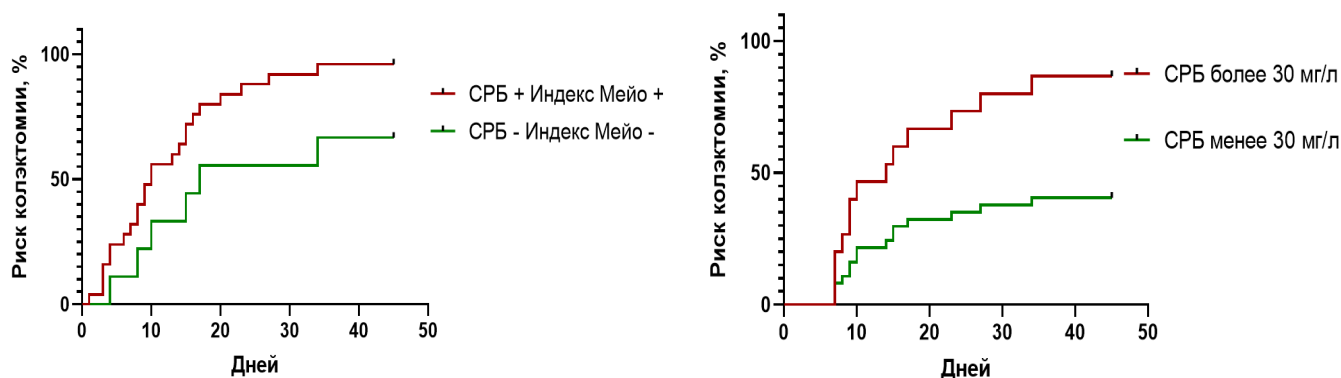 Риск колэктомии, %
100
50
0
0 10 20 30 40 50
Дней
СРБ + Индекс Мейо +
СРБ - Индекс Мейо -
Риск колэктомии, %
100
50
0
0 10 20 30 40 50
Дней
СРБ более 30 мг/л
СРБ менее 30 мг/л